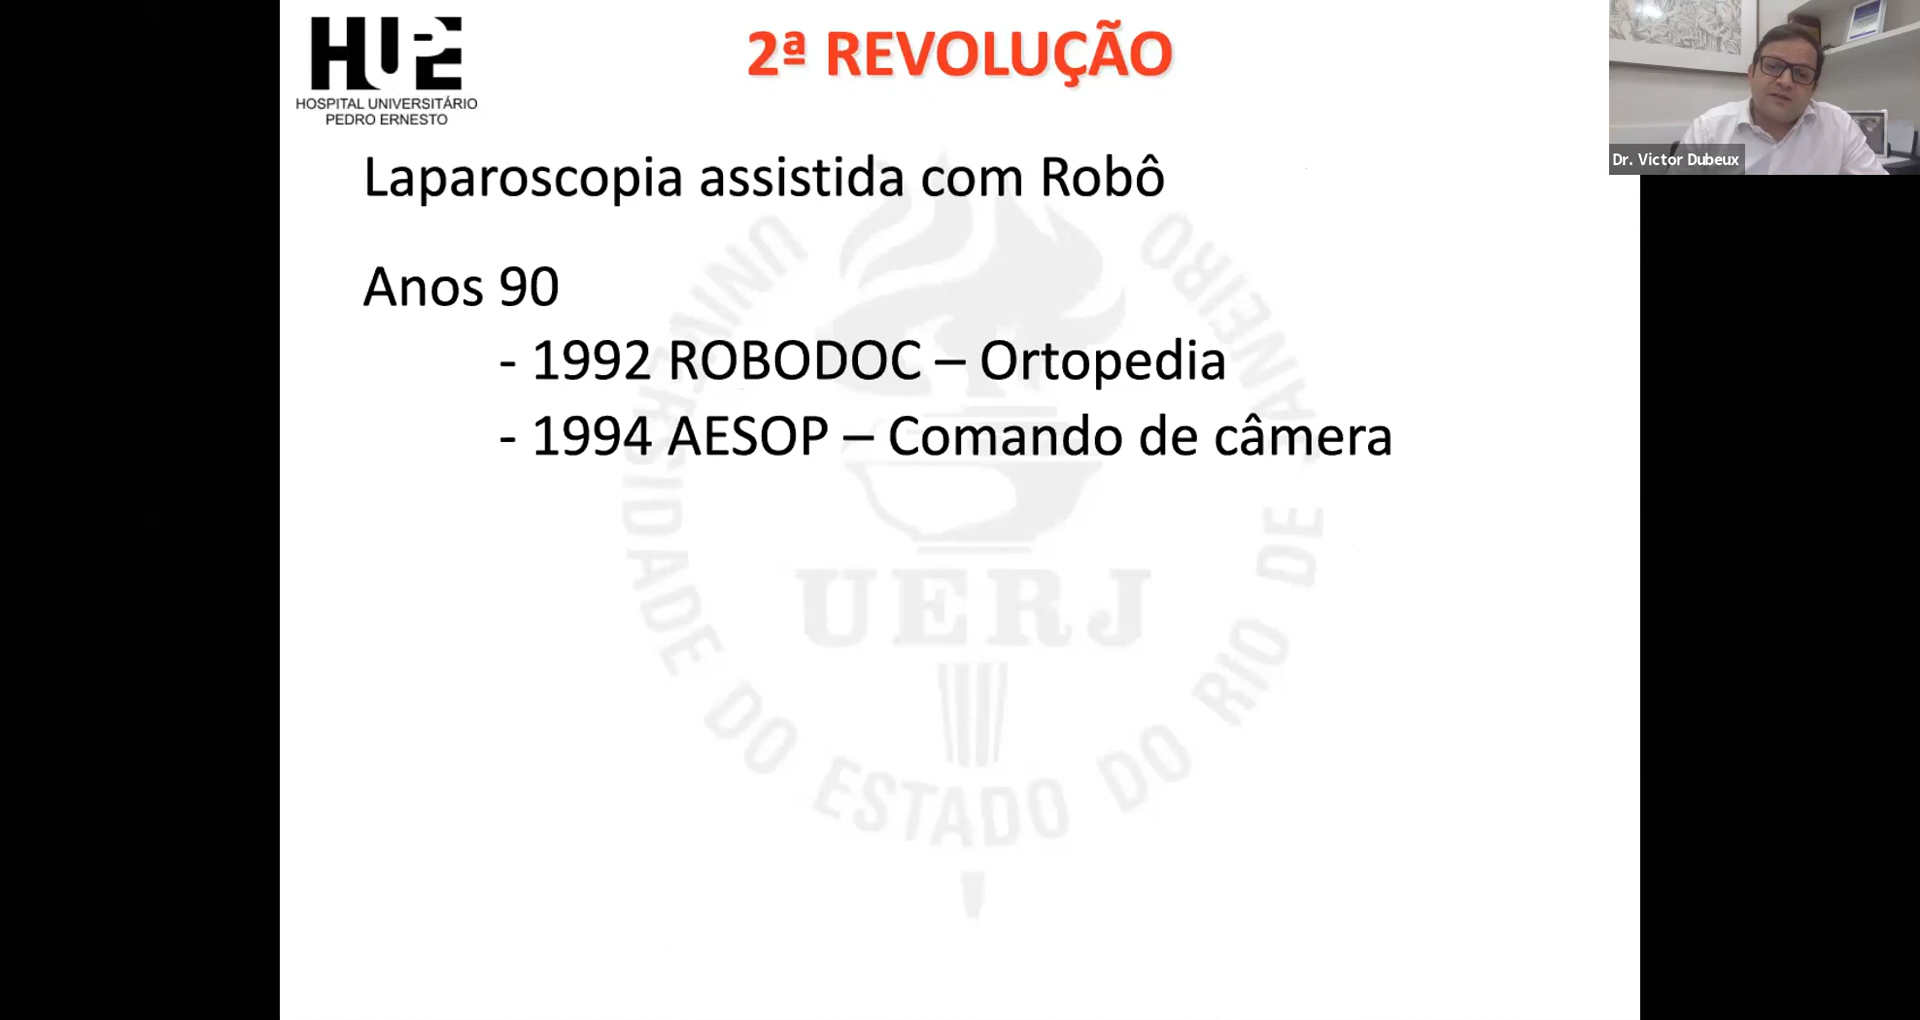 HUPE
HOSPITAL UNIVERSITÁRIO
PEDRO ERNESTO
2ª REVOLUÇÃO
Dr. Victor Dubeux
Laparoscopia assistida com Robô
Anos 90
- 1992 ROBODOC – Ortopedia
- 1994 AESOP – Comando de câmera
UNIVERSIDADE DO ESTADO DO RIO DE JANEIRO
UERJ